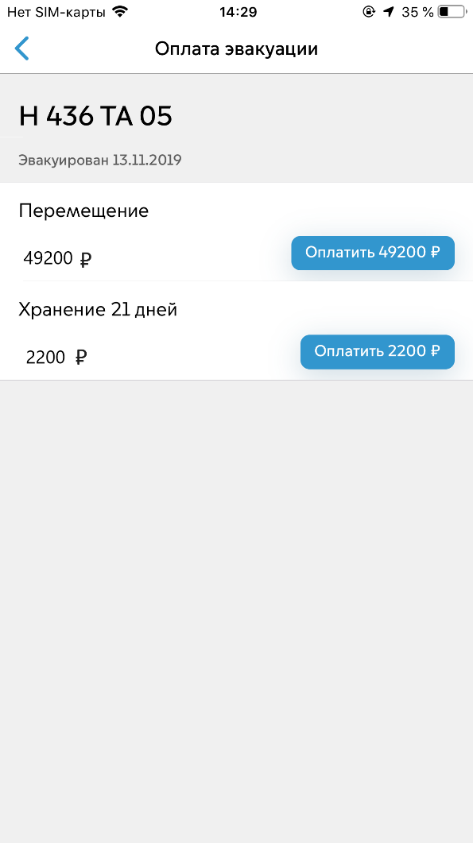 Нет SIM-карты 14:29 35 %
Оплата эвакуации
Н 436 ТА 05
Эвакуирован 13.11.2019
Перемещение
49200 ₽ Оплатить 49200 ₽
Хранение 21 дней
2200 ₽ Оплатить 2200 ₽